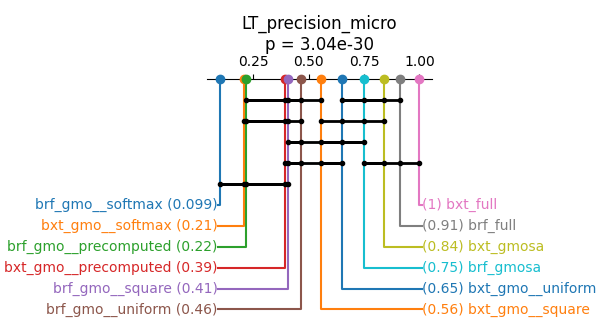 LT_precision_micro
p = 3.04e-30
0.25 0.50 0.75 1.00
brf_gmo__softmax (0.099)
(1) bxt_full
bxt_gmo__softmax (0.21)
(0.91) brf_full
brf_gmo__precomputed (0.22)
(0.84) bxt_gmosa
bxt_gmo__precomputed (0.39)
(0.75) brf_gmosa
brf_gmo__square (0.41)
(0.65) bxt_gmo__uniform
brf_gmo__uniform (0.46)
(0.56) bxt_gmo__square